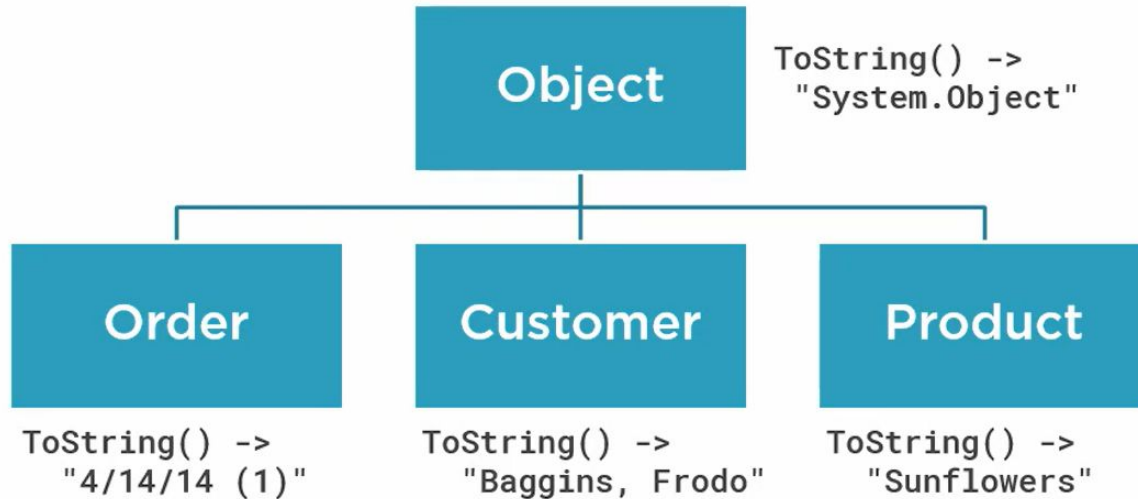 Object
ToString() ->
"System.Object"
Order
Customer
Product
ToString() ->
"4/14/14 (1)"
ToString() ->
"Baggins, Frodo"
ToString() ->
"Sunflowers"